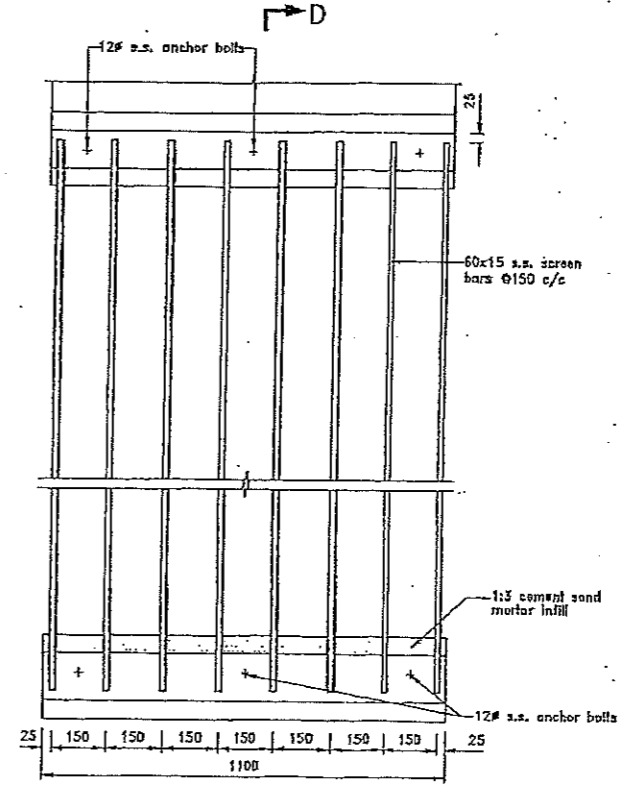 D
12ø s.s. anchor bolts
25
60x15 s.s. screen
bars @150 c/c
1:3 cement sand
mortar infill
12ø s.s. anchor bolts
25 150 150 150 150 150 150 150 25
1100